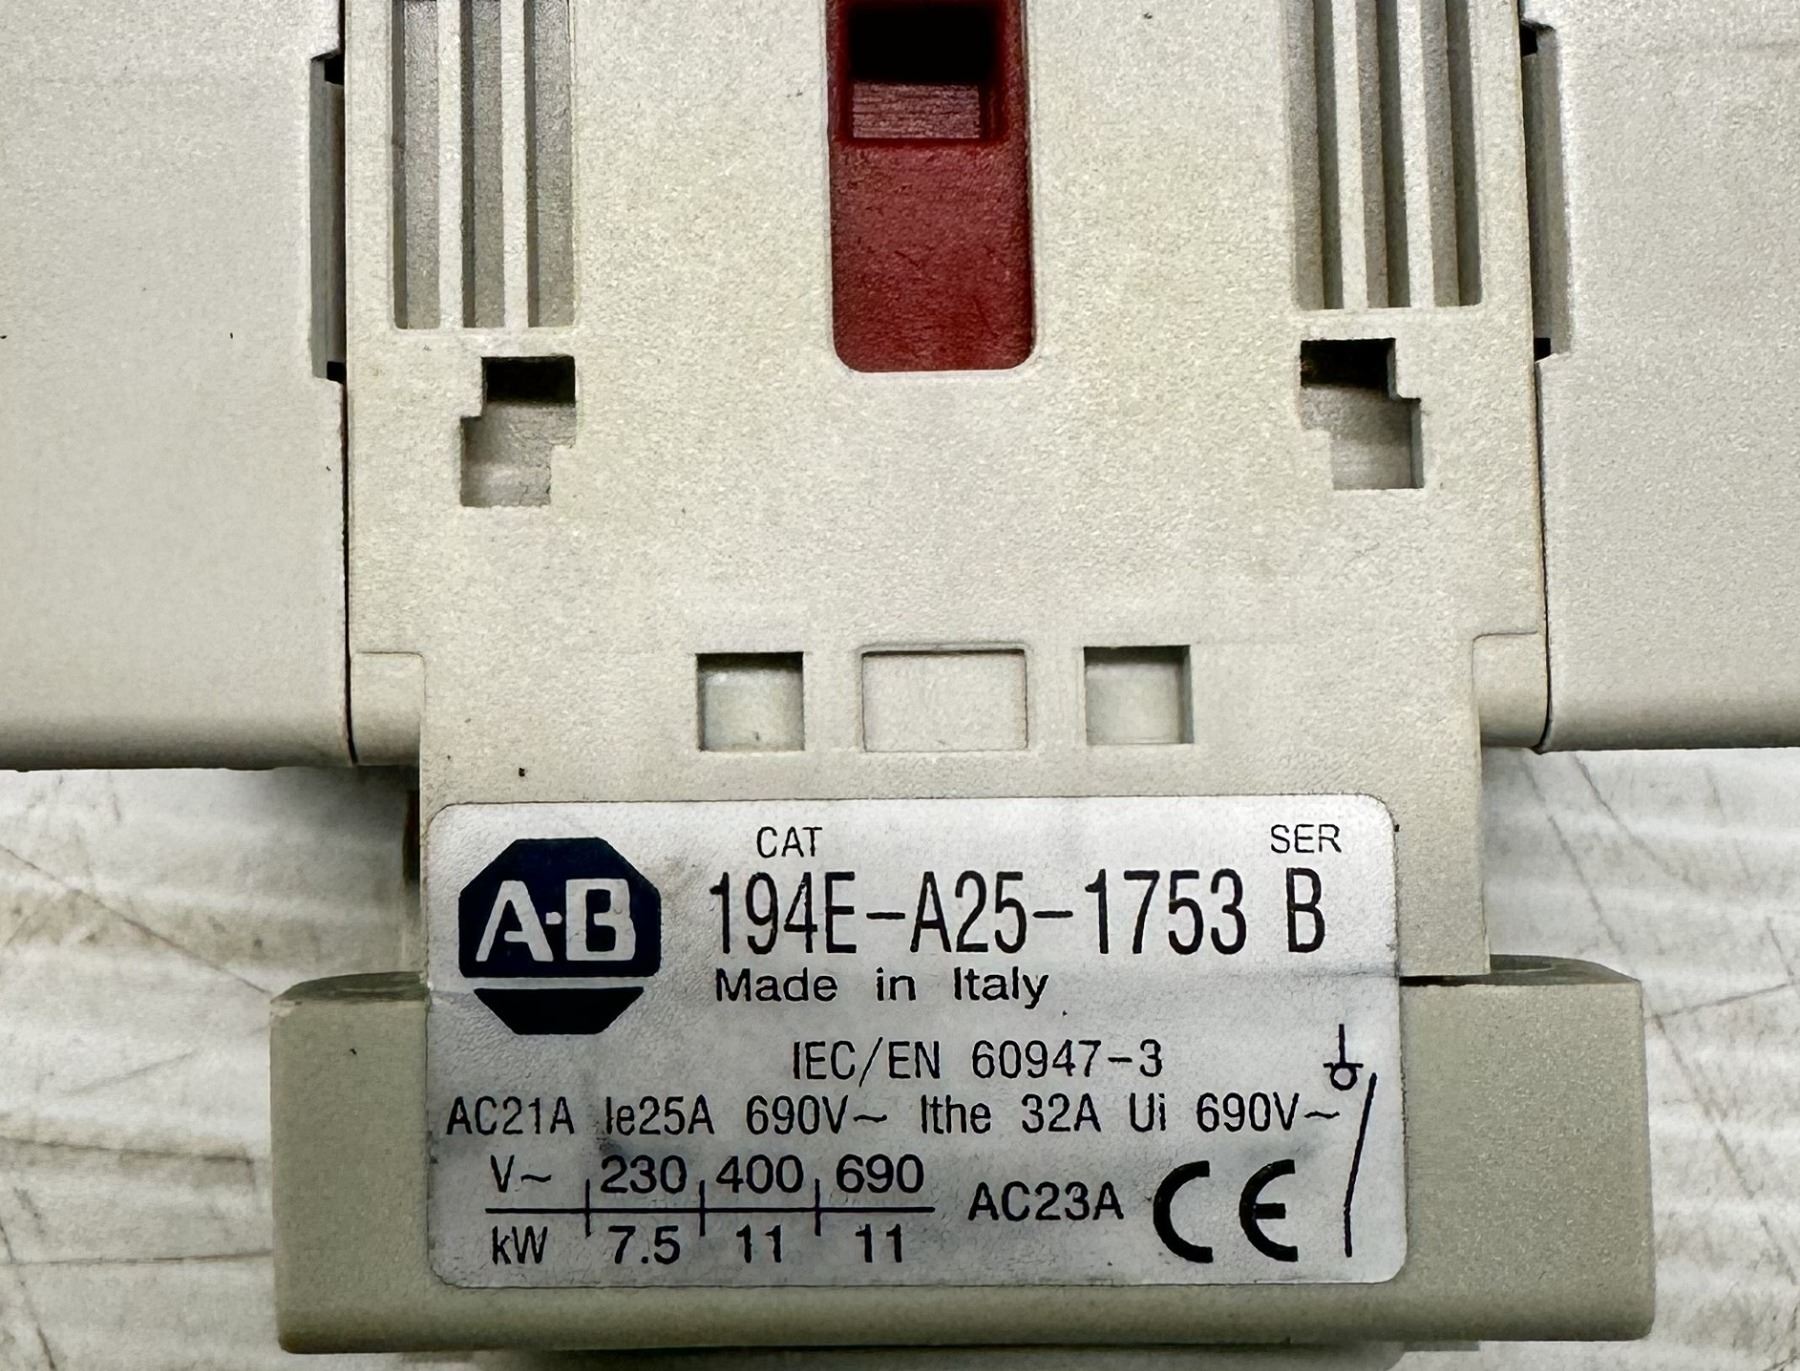 CAT SER
A-B 194E-A25-1753 B
Made in Italy
IEC/EN 60947-3
AC21A Ie25A 690V~ Ithe 32A Ui 690V~
V~ 230 400 690
AC23A CE
kW 7.5 11 11